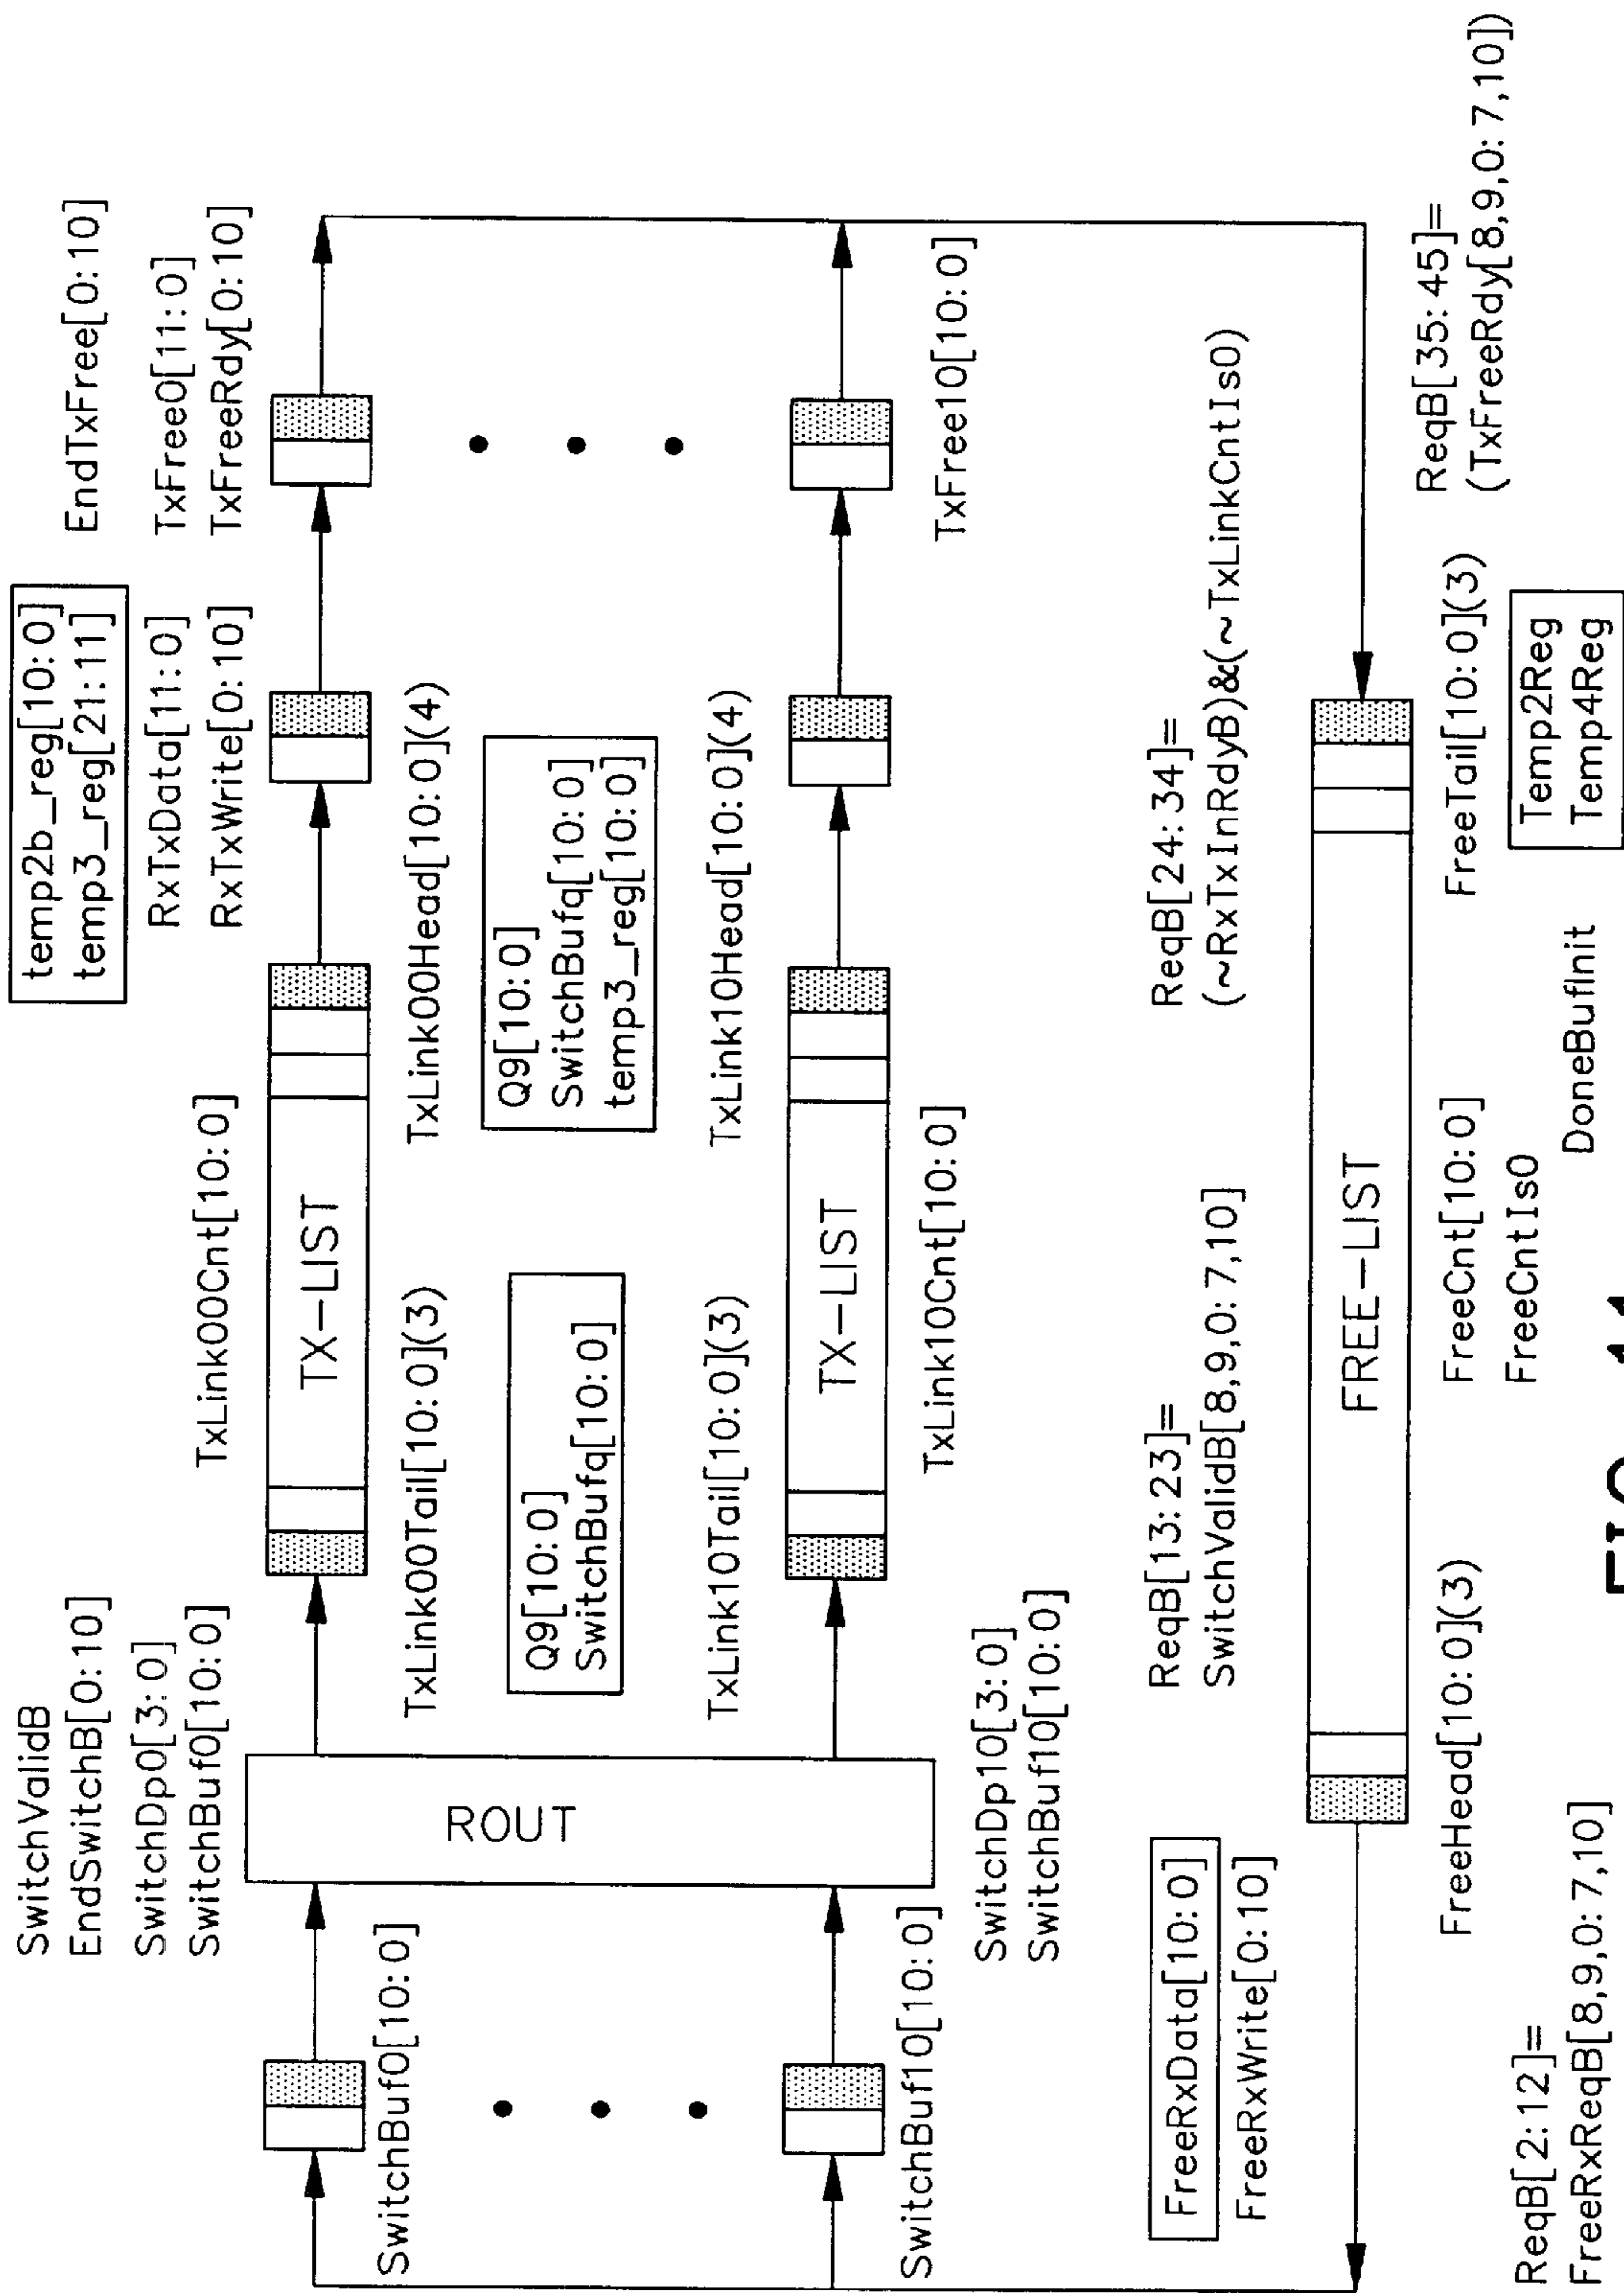 SwitchValidB
EndSwitchB[0:10]
SwitchDp0[3:0]
SwitchBuf0[10:0]
TxLink00Cnt[10:0]
temp2b_reg[10:0]
temp3_reg[21:11]
RxTxData[11:0]
RxTxWrite[0:10]
EndTxFree[0:10]
TxFree0[11:0]
TxFreeRdy[0:10]
SwitchBuf0[10:0]
ROUT
TX-LIST
TxLink00Tail[10:0](3)
TxLink00Head[10:0](4)
Q9[10:0]
SwitchBufq[10:0]
Q9[10:0]
SwitchBufq[10:0]
temp3_reg[10:0]
TxLink10Tail[10:0](3)
TxLink10Head[10:0](4)
TX-LIST
SwitchBuf10[10:0]
TxLink10Cnt[10:0]
TxFree10[10:0]
SwitchDp10[3:0]
SwitchBuf10[10:0]
FreeRxData[10:0]
FreeRxWrite[0:10]
ReqB[13:23]=
SwitchValidB[8,9,0:7,10]
ReqB[24:34]=
(~RxTxInRdyB)&(~TxLinkCntIs0)
FREE-LIST
ReqB[2:12]=
FreeRxReqB[8,9,0:7,10]
FreeHead[10:0](3)
FreeCnt[10:0]
FreeCntIs0
DoneBufInit
FreeTail[10:0](3)
Temp2Reg
Temp4Reg
ReqB[35:45]=
(TxFreeRdy[8,9,0:7,10])